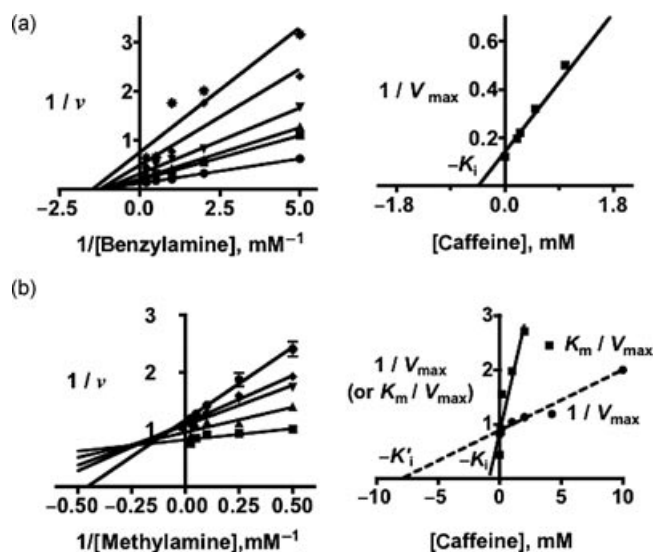 (a)
3
2
1
1 / v
−2.5
0.0
2.5
5.0
1/[Benzylamine], mM⁻¹
0.6
0.4
0.2
1 / Vmax
−Ki
−1.8
0
1.8
[Caffeine], mM
(b)
3
2
1
1 / v
−0.50
−0.25
0.00
0.25
0.50
1/[Methylamine],mM⁻¹
3
2
1
1 / Vmax
(or Km / Vmax)
Km / Vmax
1 / Vmax
−K'i
−Ki
−10
−5
0
5
10
[Caffeine], mM